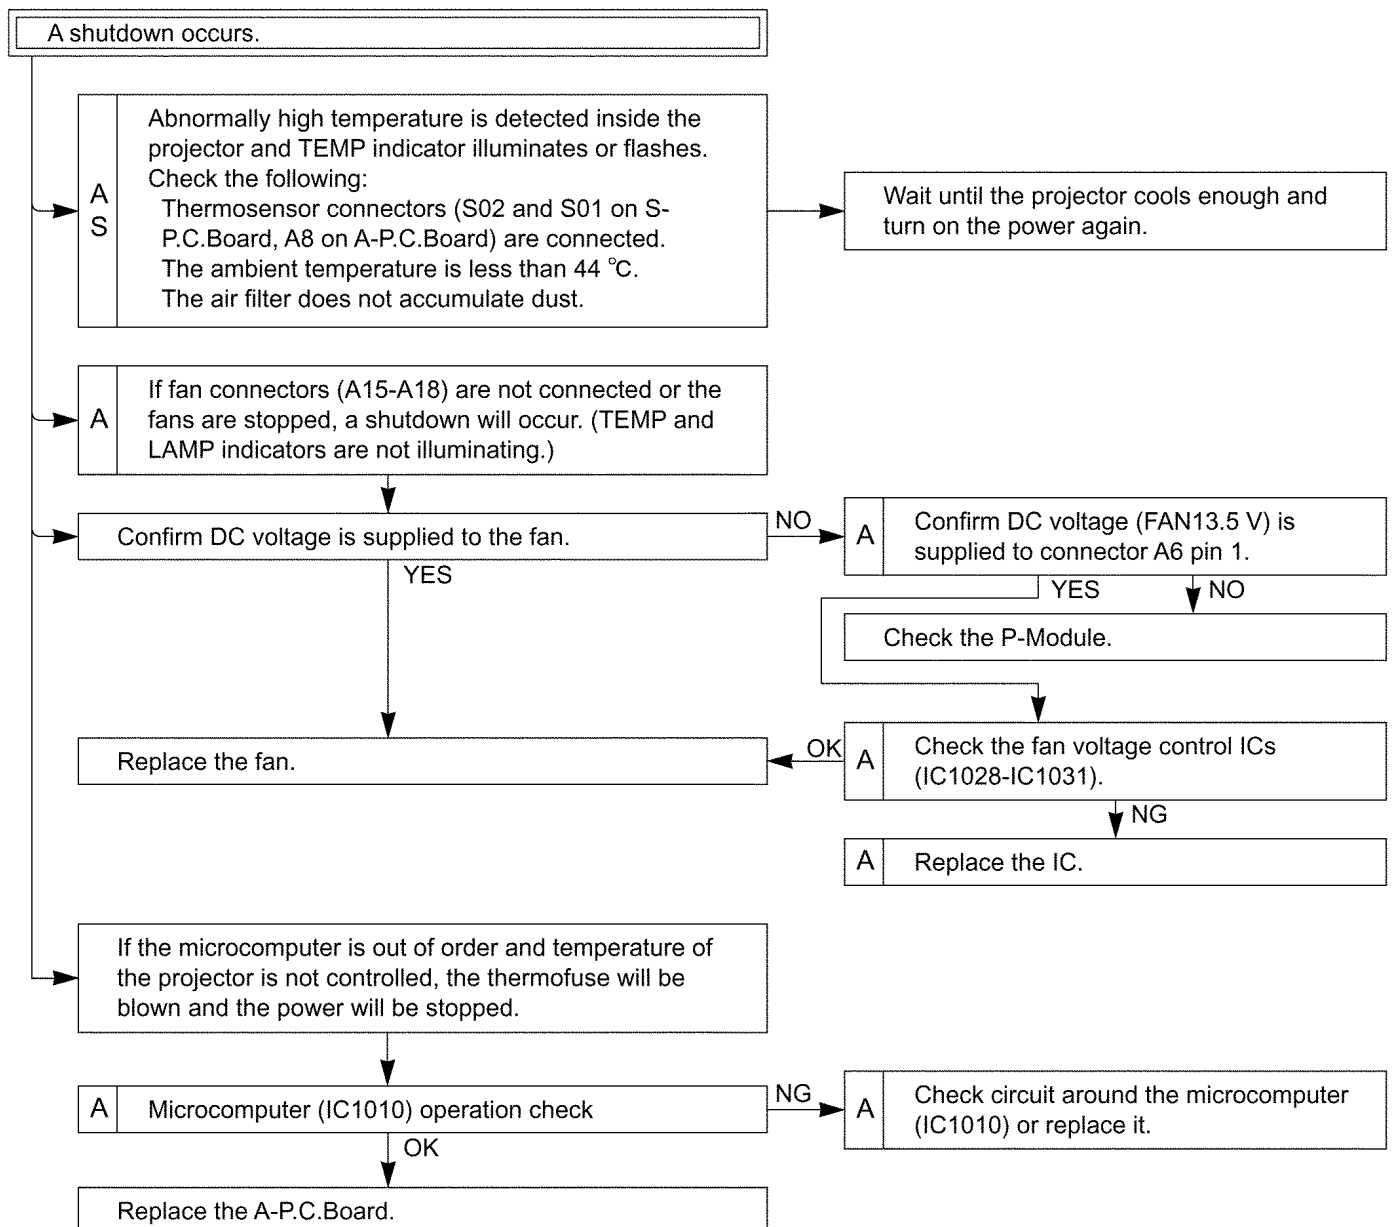 A shutdown occurs.
A
S
Abnormally high temperature is detected inside the
projector and TEMP indicator illuminates or flashes.
Check the following:
Thermosensor connectors (S02 and S01 on S-
P.C.Board, A8 on A-P.C.Board) are connected.
The ambient temperature is less than 44 ℃.
The air filter does not accumulate dust.
Wait until the projector cools enough and
turn on the power again.
A
If fan connectors (A15-A18) are not connected or the
fans are stopped, a shutdown will occur. (TEMP and
LAMP indicators are not illuminating.)
Confirm DC voltage is supplied to the fan.
NO
YES
A
Confirm DC voltage (FAN13.5 V) is
supplied to connector A6 pin 1.
YES
NO
Check the P-Module.
Replace the fan.
OK
A
Check the fan voltage control ICs
(IC1028-IC1031).
NG
A
Replace the IC.
If the microcomputer is out of order and temperature of
the projector is not controlled, the thermofuse will be
blown and the power will be stopped.
A
Microcomputer (IC1010) operation check
NG
OK
A
Check circuit around the microcomputer
(IC1010) or replace it.
Replace the A-P.C.Board.